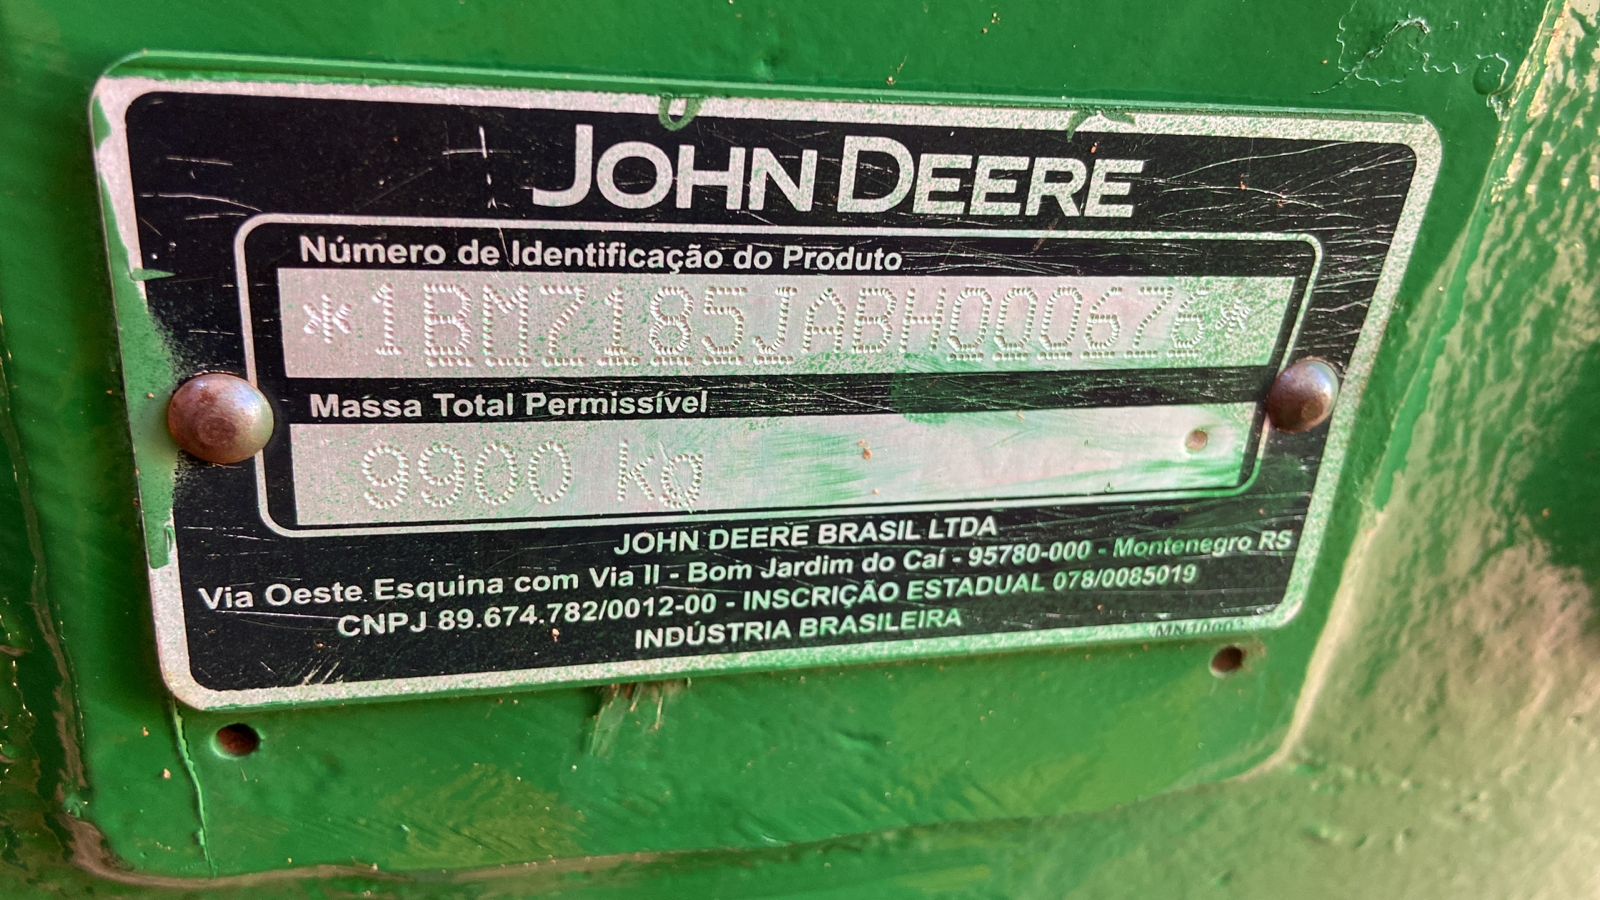 JOHN DEERE
Número de Identificação do Produto
*1BM7185JABH000676*
Massa Total Permissível
9900 kg
JOHN DEERE BRASIL LTDA
Via Oeste Esquina com Via II - Bom Jardim do Caí - 95780-000 - Montenegro RS
CNPJ 89.674.782/0012-00 - INSCRIÇÃO ESTADUAL 078/0085019
INDÚSTRIA BRASILEIRA